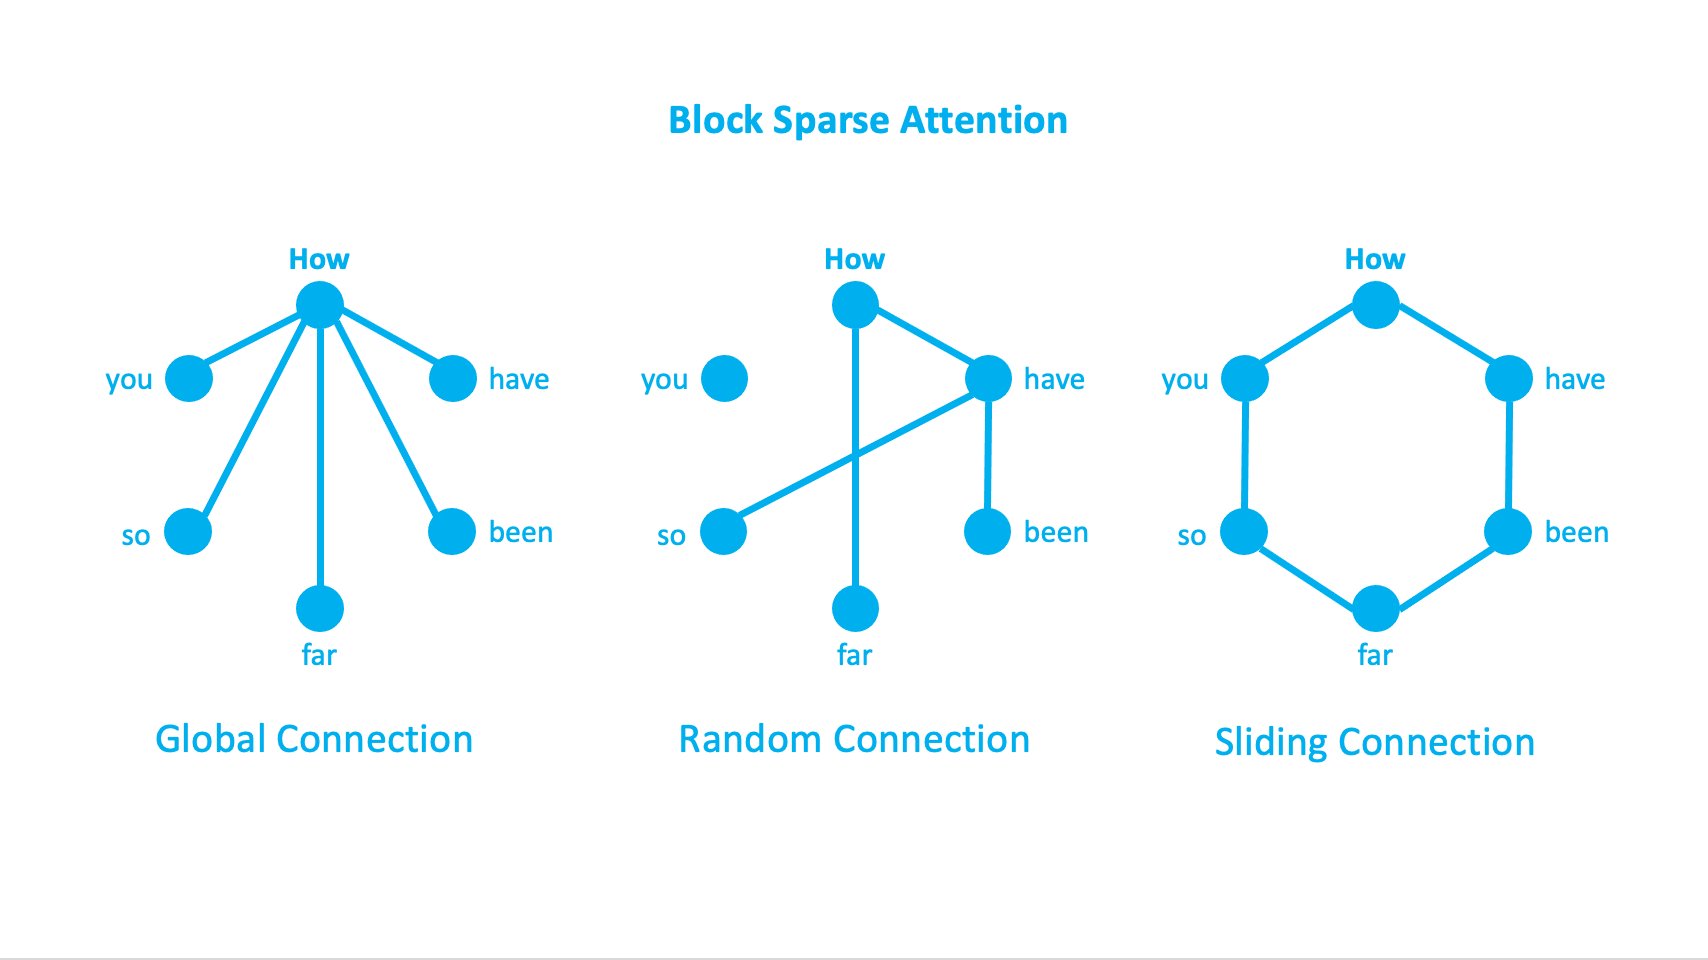 Block Sparse Attention
How
you
have
so
been
far
Global Connection
How
you
have
so
been
far
Random Connection
How
you
have
so
been
far
Sliding Connection